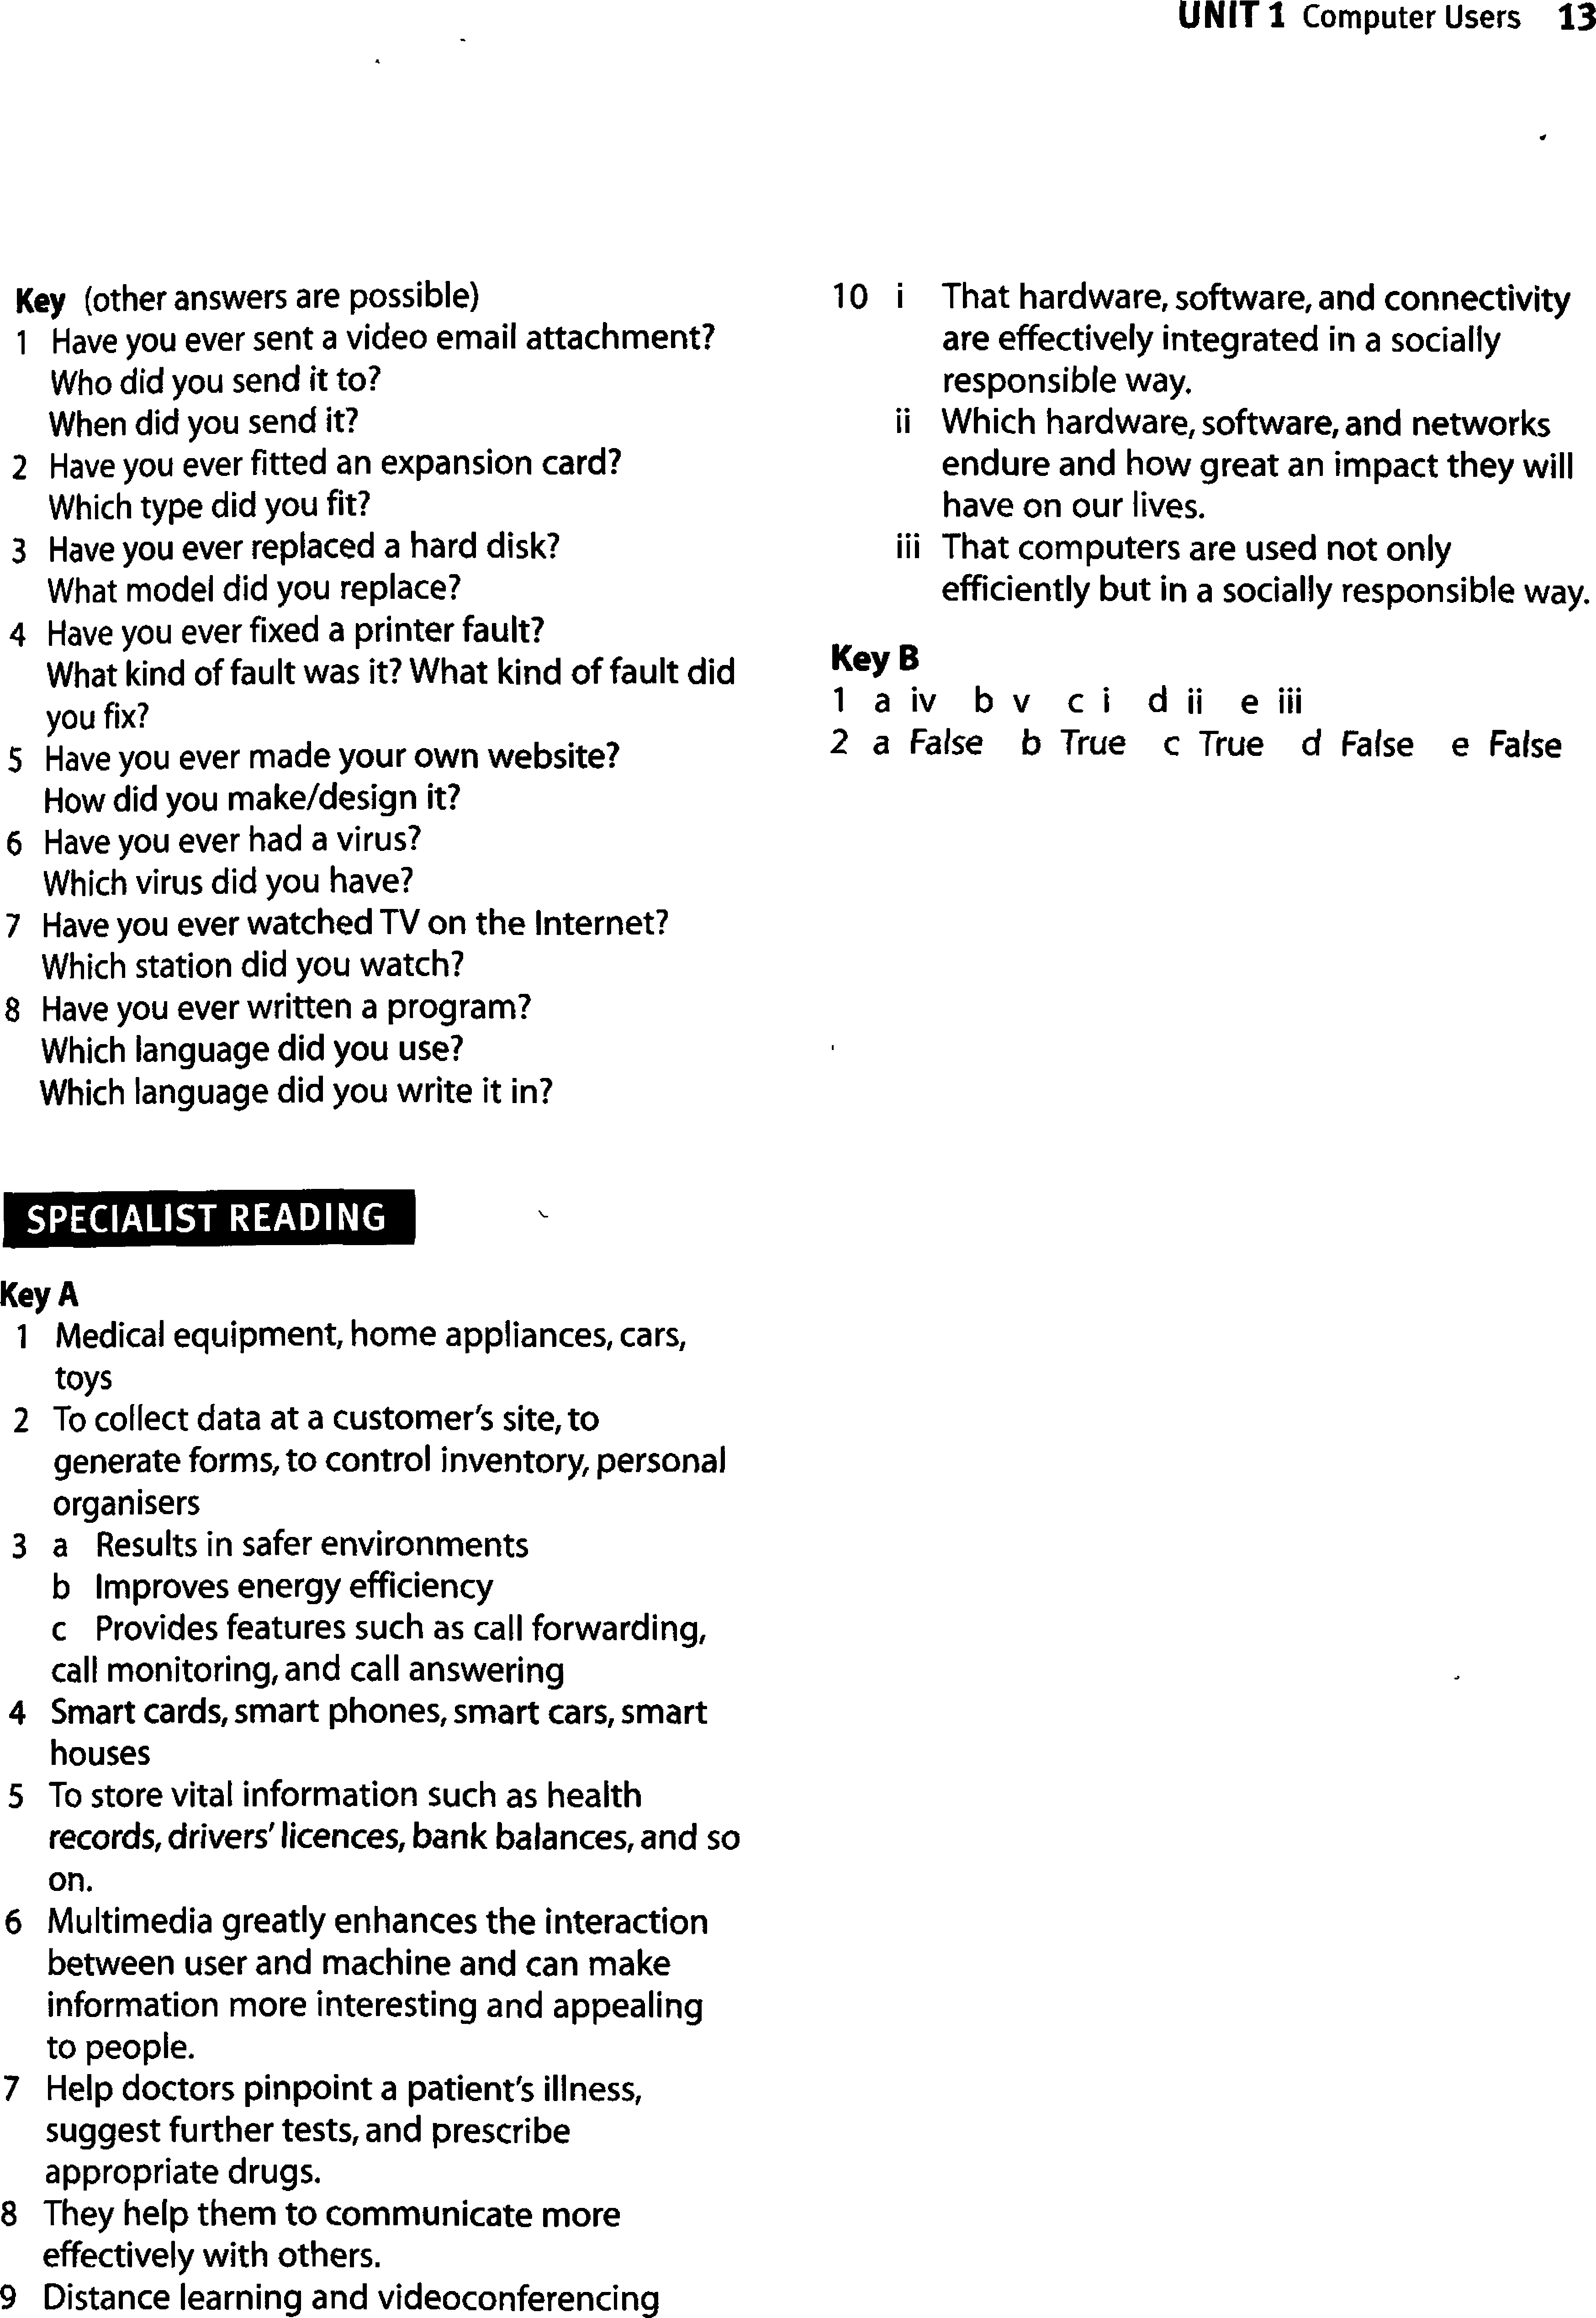 UNIT 1 Computer Users 13
Key (other answers are possible)
1 Have you ever sent a video email attachment?
Who did you send it to?
When did you send it?
2 Have you ever fitted an expansion card?
Which type did you fit?
3 Have you ever replaced a hard disk?
What model did you replace?
4 Have you ever fixed a printer fault?
What kind of fault was it? What kind of fault did
you fix?
5 Have you ever made your own website?
How did you make/design it?
6 Have you ever had a virus?
Which virus did you have?
7 Have you ever watched TV on the Internet?
Which station did you watch?
8 Have you ever written a program?
Which language did you use?
Which language did you write it in?
SPECIALIST READING
Key A
1 Medical equipment, home appliances, cars,
toys
2 To collect data at a customer's site, to
generate forms, to control inventory, personal
organisers
3 a Results in safer environments
b Improves energy efficiency
c Provides features such as call forwarding,
call monitoring, and call answering
4 Smart cards, smart phones, smart cars, smart
houses
5 To store vital information such as health
records, drivers' licences, bank balances, and so
on.
6 Multimedia greatly enhances the interaction
between user and machine and can make
information more interesting and appealing
to people.
7 Help doctors pinpoint a patient's illness,
suggest further tests, and prescribe
appropriate drugs.
8 They help them to communicate more
effectively with others.
9 Distance learning and videoconferencing
10 i That hardware, software, and connectivity
are effectively integrated in a socially
responsible way.
ii Which hardware, software, and networks
endure and how great an impact they will
have on our lives.
iii That computers are used not only
efficiently but in a socially responsible way.
Key B
1 a iv b v c i d ii e iii
2 a False b True c True d False e False